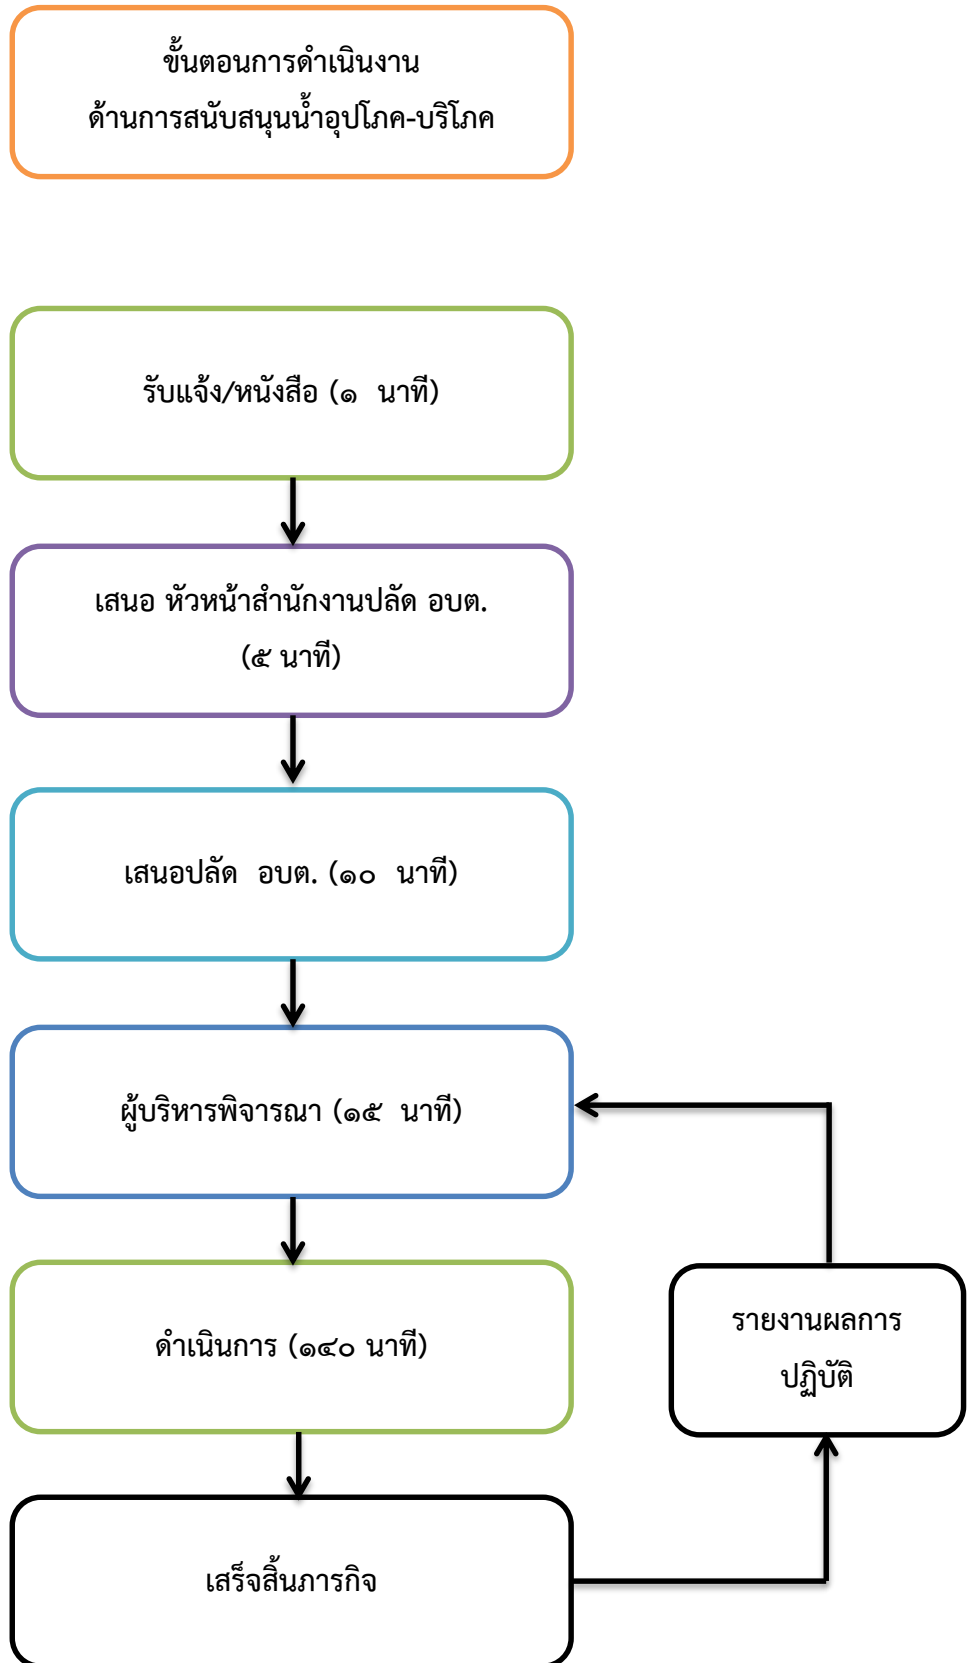 ขั้นตอนการดำเนินงาน
ด้านการสนับสนุนน้ำอุปโภค-บริโภค
รับแจ้ง/หนังสือ (๑ นาที)
เสนอ หัวหน้าสำนักงานปลัด อบต.
(๕ นาที)
เสนอปลัด อบต. (๑๐ นาที)
ผู้บริหารพิจารณา (๑๕ นาที)
ดำเนินการ (๑๔๐ นาที)
รายงานผลการ
ปฏิบัติ
เสร็จสิ้นภารกิจ